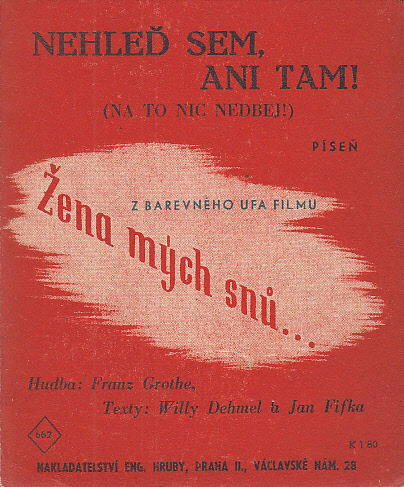 NEHLEĎ SEM,
ANI TAM!
(NA TO NIC NEDBEJ!)
PÍSEŇ
Z BAREVNÉHO UFA FILMU
Žena mých snů...
Hudba: Franz Grothe,
Texty: Willy Dehmel a Jan Fifka
662
K 1 80
NAKLADATELSTVÍ ENG. HRUBY, PRAHA II., VÁCLAVSKÉ NÁM. 28